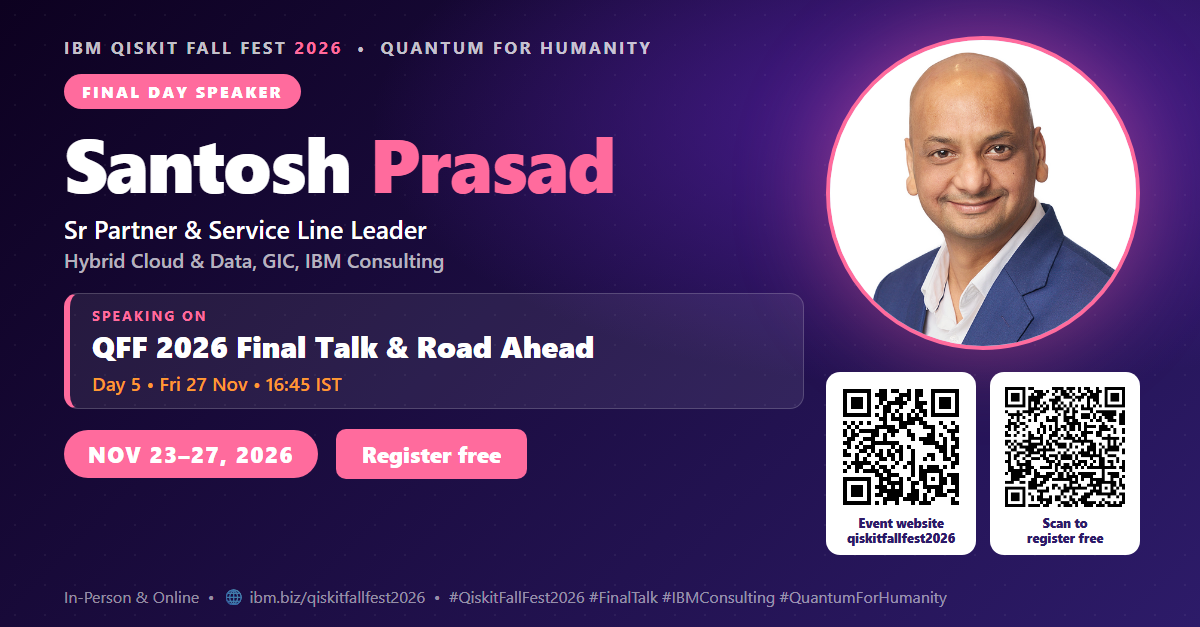 IBM QISKIT FALL FEST 2026 • QUANTUM FOR HUMANITY
FINAL DAY SPEAKER
Santosh Prasad
Sr Partner & Service Line Leader
Hybrid Cloud & Data, GIC, IBM Consulting
SPEAKING ON
QFF 2026 Final Talk & Road Ahead
Day 5 • Fri 27 Nov • 16:45 IST
NOV 23–27, 2026
Register free
Event website
qiskitfallfest2026
Scan to
register free
In-Person & Online • 🌐 ibm.biz/qiskitfallfest2026 • #QiskitFallFest2026 #FinalTalk #IBMConsulting #QuantumForHumanity